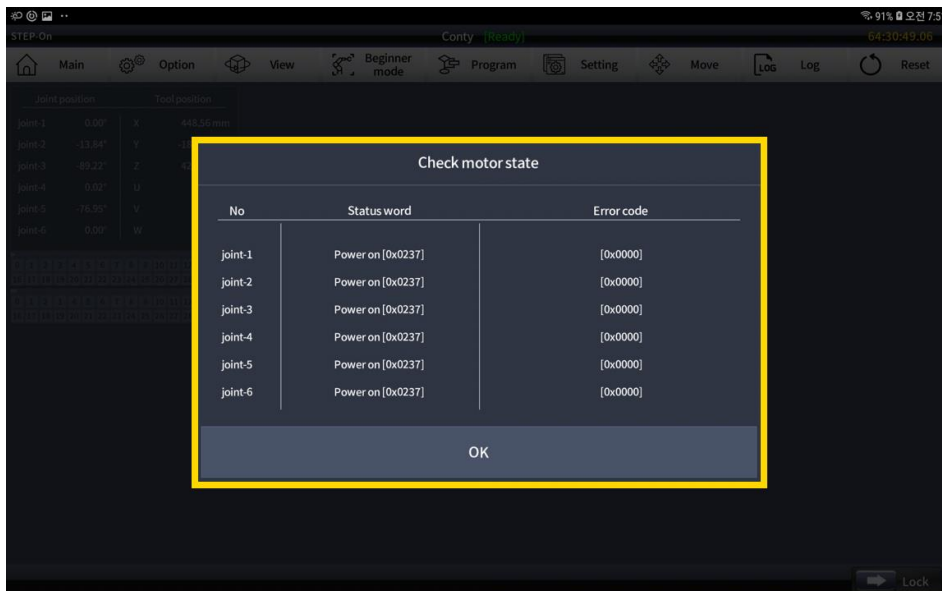 91% 오전 7:5
STEP-On Conty [Ready] 64:30:49.06
Main Option View Beginner mode Program Setting Move LOG Log Reset
Joint position Tool position
joint-1 0.00° X 448.56 mm
joint-2 -13.84° Y
joint-3 -89.22° Z
joint-4 0.02° U
joint-5 -76.95° V
joint-6 0.00° W
Check motor state
No Status word Error code
joint-1 Power on [0x0237] [0x0000]
joint-2 Power on [0x0237] [0x0000]
joint-3 Power on [0x0237] [0x0000]
joint-4 Power on [0x0237] [0x0000]
joint-5 Power on [0x0237] [0x0000]
joint-6 Power on [0x0237] [0x0000]
OK
Lock